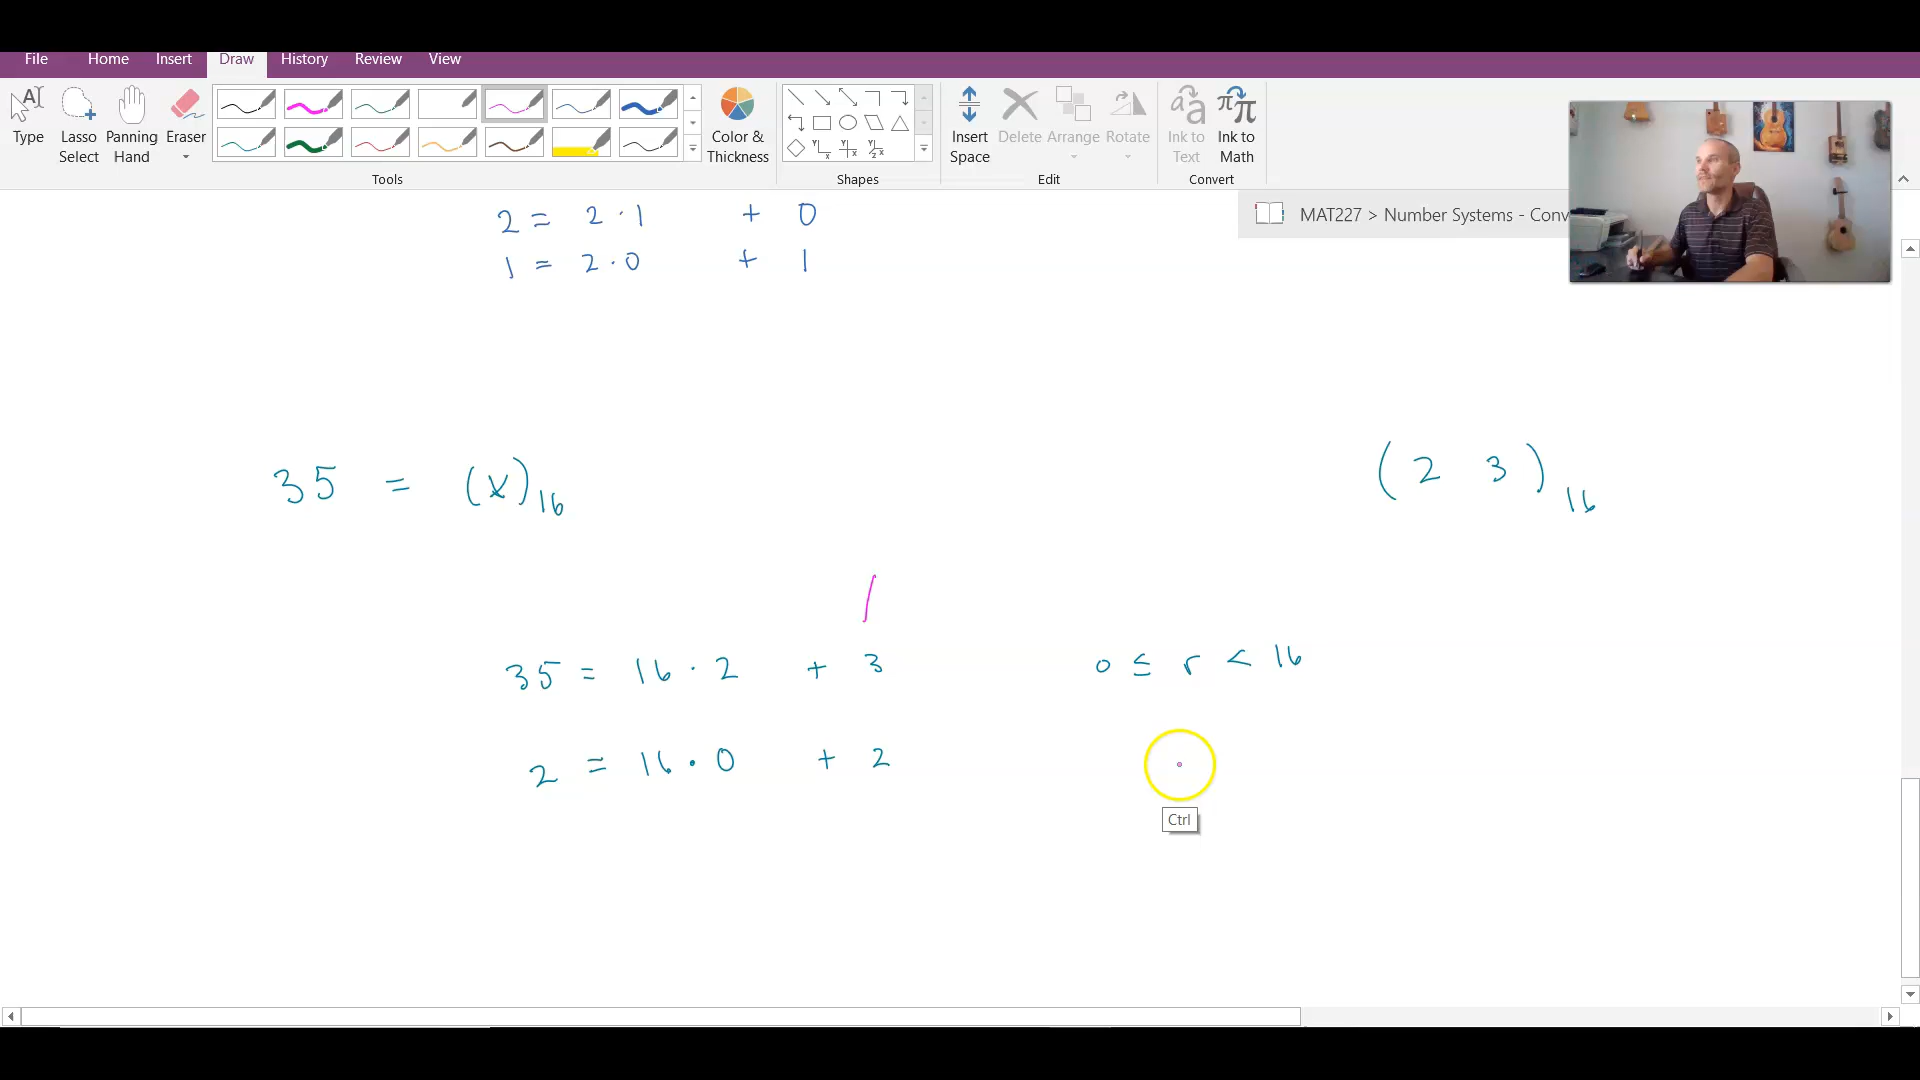 File Home Insert Draw History Review View
Type Lasso Select Panning Hand Eraser Color & Thickness Insert Space Delete Arrange Rotate Ink to Text Ink to Math
Tools Shapes Edit Convert
MAT227 > Number Systems - Conv
2 = 2 · 1 + 0
1 = 2 · 0 + 1
35 = (x)₁₆ (2 3)₁₆
35 = 16 · 2 + 3 0 ≤ r < 16
2 = 16 · 0 + 2
Ctrl